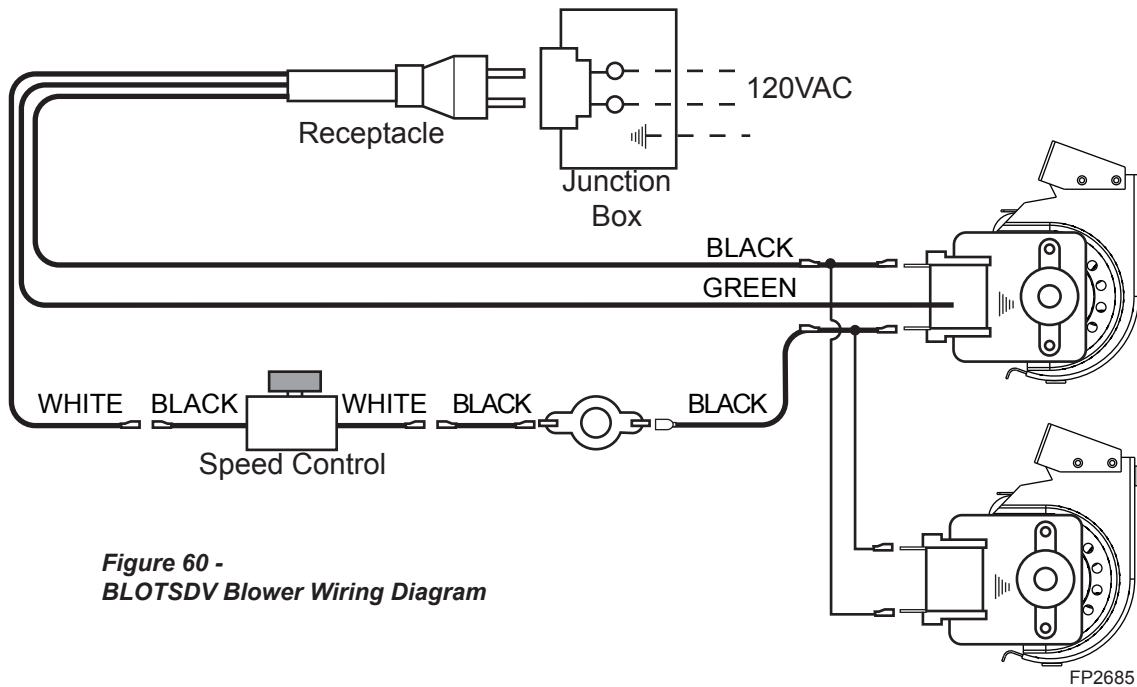 120VAC
Receptacle
Junction
Box
BLACK
GREEN
WHITE BLACK WHITE BLACK BLACK
Speed Control
Figure 60 -
BLOTSDV Blower Wiring Diagram
FP2685